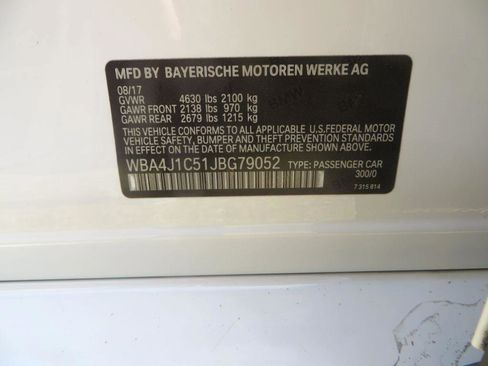 MFD BY BAYERISCHE MOTOREN WERKE AG
08/17
GVWR 4630 lbs 2100 kg
GAWR FRONT 2138 lbs 970 kg
GAWR REAR 2679 lbs 1215 kg
THIS VEHICLE CONFORMS TO ALL APPLICABLE U.S.FEDERAL MOTOR
VEHICLE SAFETY, BUMPER AND THEFT PREVENTION STANDARDS
IN EFFECT ON THE DATE OF MANUFACTURE SHOWN ABOVE.
WBA4J1C51JBG79052 TYPE: PASSENGER CAR
300/0
7 315 814